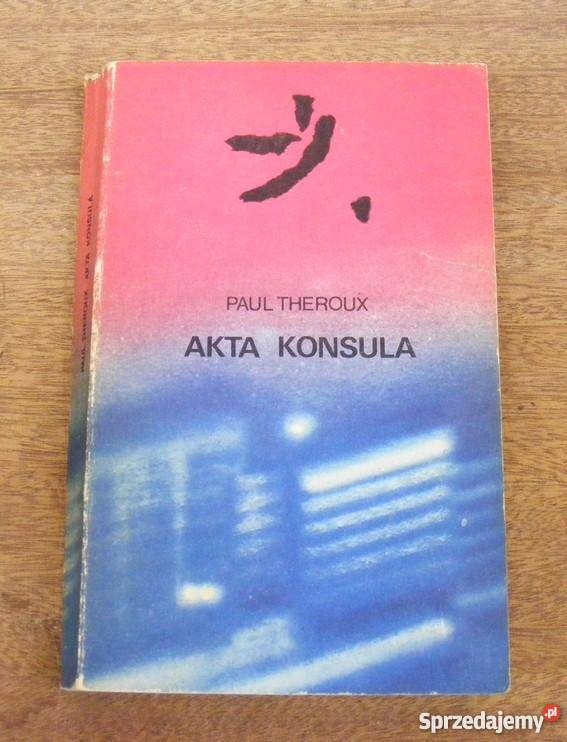 PAUL THEROUX
AKTA KONSULA
PAUL THEROUX AKTA KONSULA
Sprzedajemy.pl